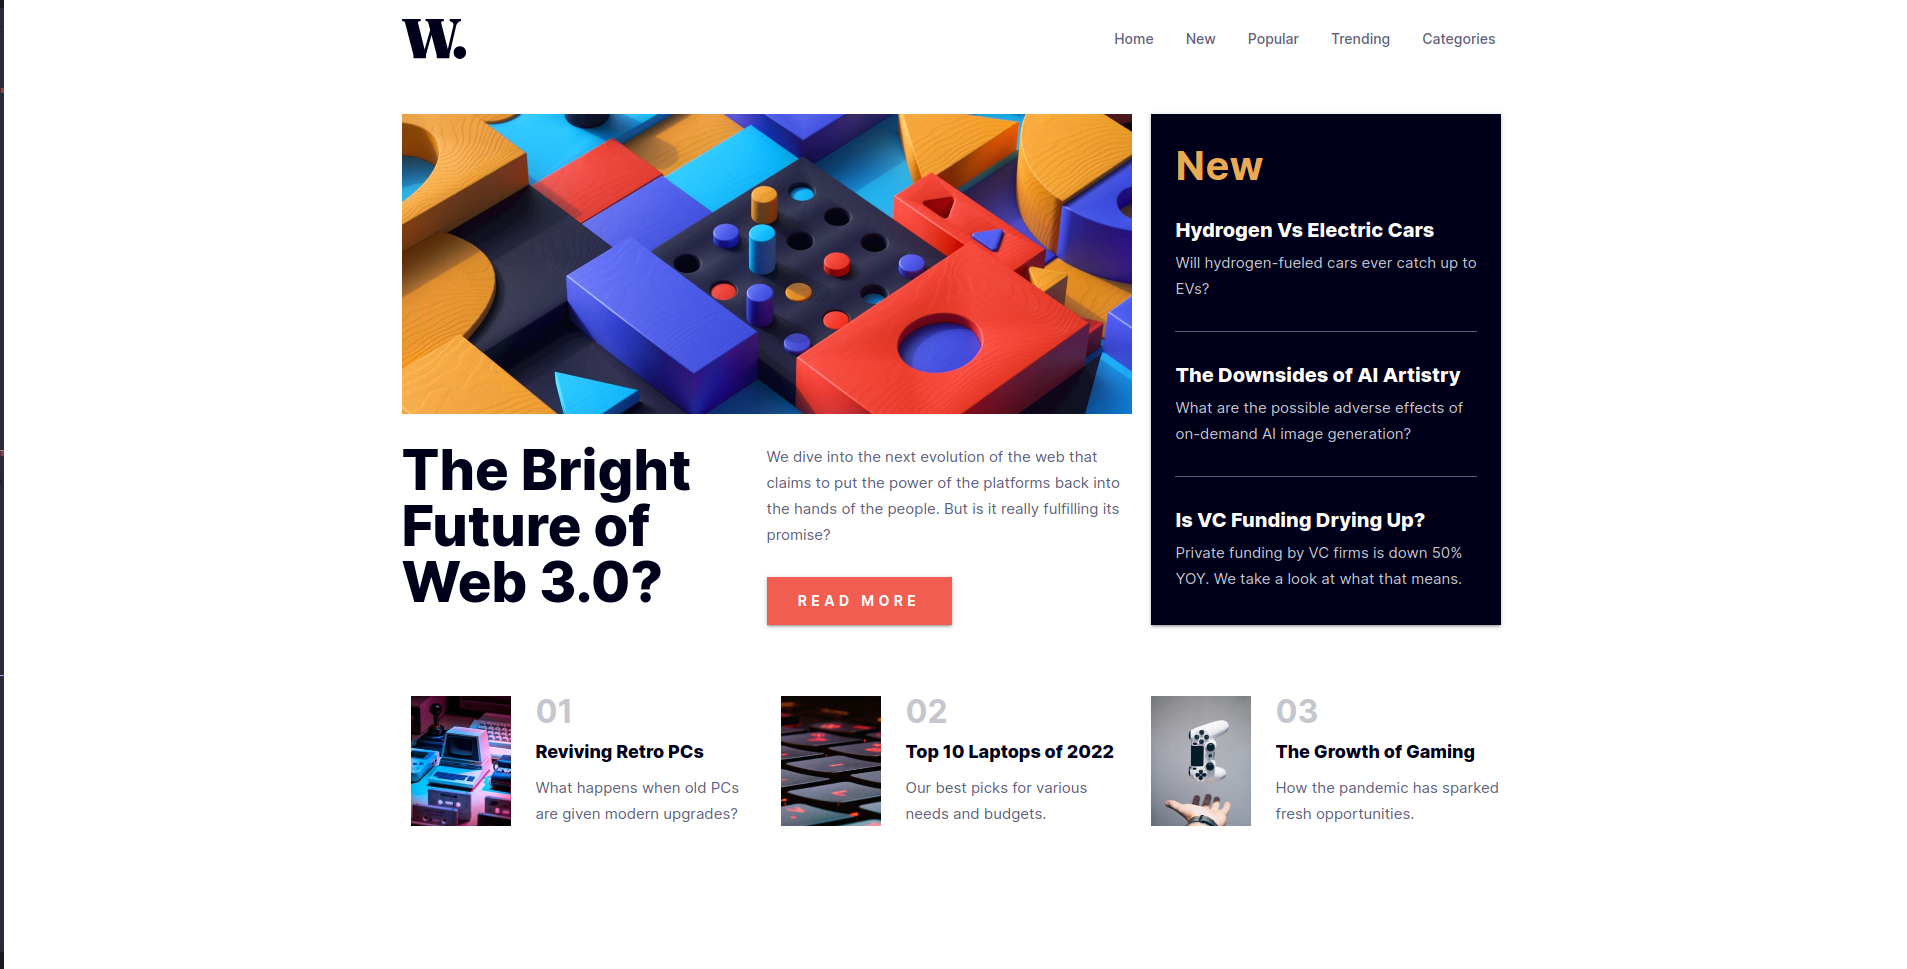 W.
Home New Popular Trending Categories
The Bright
Future of
Web 3.0?
We dive into the next evolution of the web that
claims to put the power of the platforms back into
the hands of the people. But is it really fulfilling its
promise?
READ MORE
New
Hydrogen Vs Electric Cars
Will hydrogen-fueled cars ever catch up to
EVs?
The Downsides of AI Artistry
What are the possible adverse effects of
on-demand AI image generation?
Is VC Funding Drying Up?
Private funding by VC firms is down 50%
YOY. We take a look at what that means.
01
Reviving Retro PCs
What happens when old PCs
are given modern upgrades?
02
Top 10 Laptops of 2022
Our best picks for various
needs and budgets.
03
The Growth of Gaming
How the pandemic has sparked
fresh opportunities.